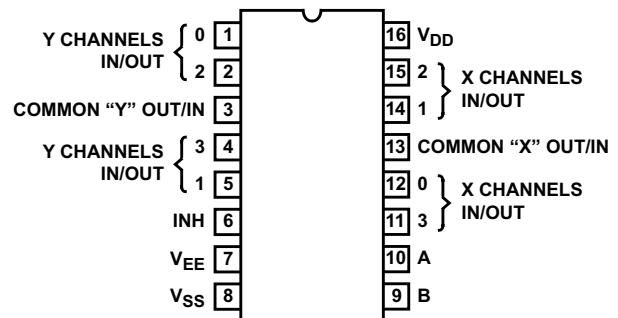 Y CHANNELS
IN/OUT
0 1
2 2
COMMON “Y” OUT/IN 3
Y CHANNELS
IN/OUT
3 4
1 5
INH 6
VEE 7
VSS 8
16 VDD
15 2
14 1
X CHANNELS
IN/OUT
13 COMMON “X” OUT/IN
12 0
11 3
X CHANNELS
IN/OUT
10 A
9 B